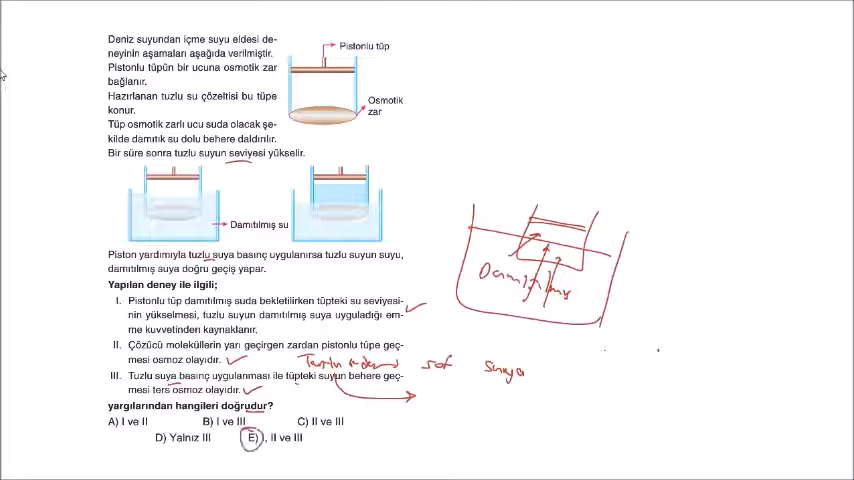 Deniz suyundan içme suyu eldesi de-
neyinin aşamaları aşağıda verilmiştir.
Pistonlu tüpün bir ucuna osmotik zar
bağlanır.
Hazırlanan tuzlu su çözeltisi bu tüpe
konur.
Tüp osmotik zarlı ucu suda olacak şe-
kilde damıtık su dolu behere daldırılır.
Bir süre sonra tuzlu suyun seviyesi yükselir.
Pistonlu tüp
Osmotik
zar
Damıtılmış su
Piston yardımıyla tuzlu suya basınç uygulanırsa tuzlu suyun suyu,
damıtılmış suya doğru geçiş yapar.
Yapılan deney ile ilgili;
I. Pistonlu tüp damıtılmış suda bekletilirken tüpteki su seviyesi-
nin yükselmesi, tuzlu suyun damıtılmış suya uyguladığı em-
me kuvvetinden kaynaklanır.
II. Çözücü moleküllerin yarı geçirgen zardan pistonlu tüpe geç-
mesi osmoz olayıdır.
III. Tuzlu suya basınç uygulanması ile tüpteki suyun behere geç-
mesi ters osmoz olayıdır.
yargılarından hangileri doğrudur?
A) I ve II B) I ve III C) II ve III
D) Yalnız III E) , II ve III
Damıtılmış
saf suya